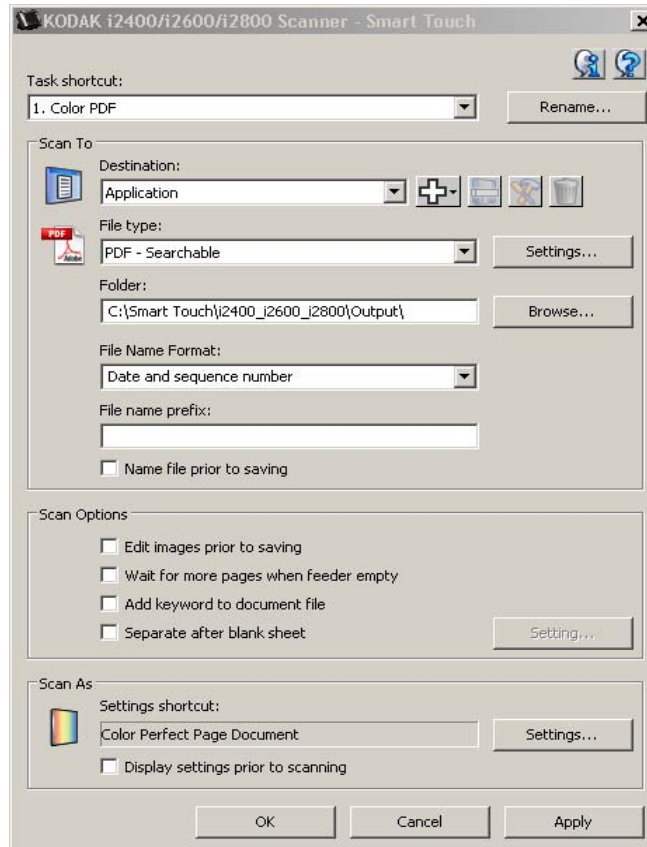 KODAK i2400/i2600/i2800 Scanner - Smart Touch
Task shortcut:
1. Color PDF
Rename...
Scan To
Destination:
Application
File type:
PDF
Adobe
PDF - Searchable
Settings...
Folder:
C:\Smart Touch\i2400_i2600_i2800\Output\
Browse...
File Name Format:
Date and sequence number
File name prefix:
Name file prior to saving
Scan Options
Edit images prior to saving
Wait for more pages when feeder empty
Add keyword to document file
Separate after blank sheet
Setting...
Scan As
Settings shortcut:
Color Perfect Page Document
Settings...
Display settings prior to scanning
OK
Cancel
Apply